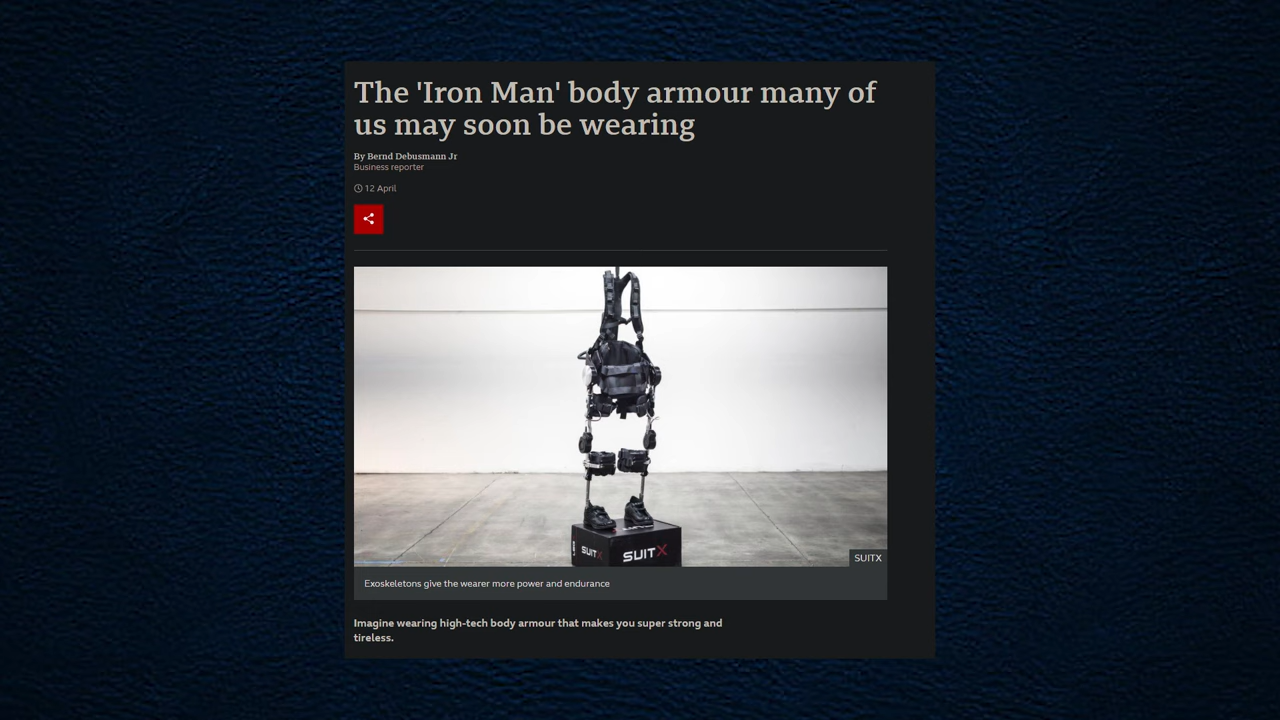 The 'Iron Man' body armour many of
us may soon be wearing
By Bernd Debusmann Jr
Business reporter
12 April
SUITX
SUITX
SUITX
Exoskeletons give the wearer more power and endurance
Imagine wearing high-tech body armour that makes you super strong and
tireless.